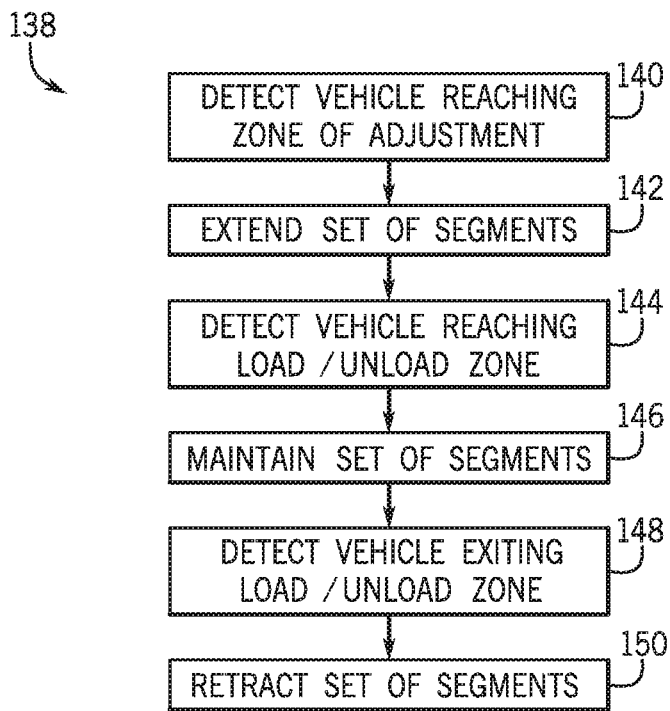 138
140
DETECT VEHICLE REACHING
ZONE OF ADJUSTMENT
142
EXTEND SET OF SEGMENTS
144
DETECT VEHICLE REACHING
LOAD /UNLOAD ZONE
146
MAINTAIN SET OF SEGMENTS
148
DETECT VEHICLE EXITING
LOAD /UNLOAD ZONE
150
RETRACT SET OF SEGMENTS